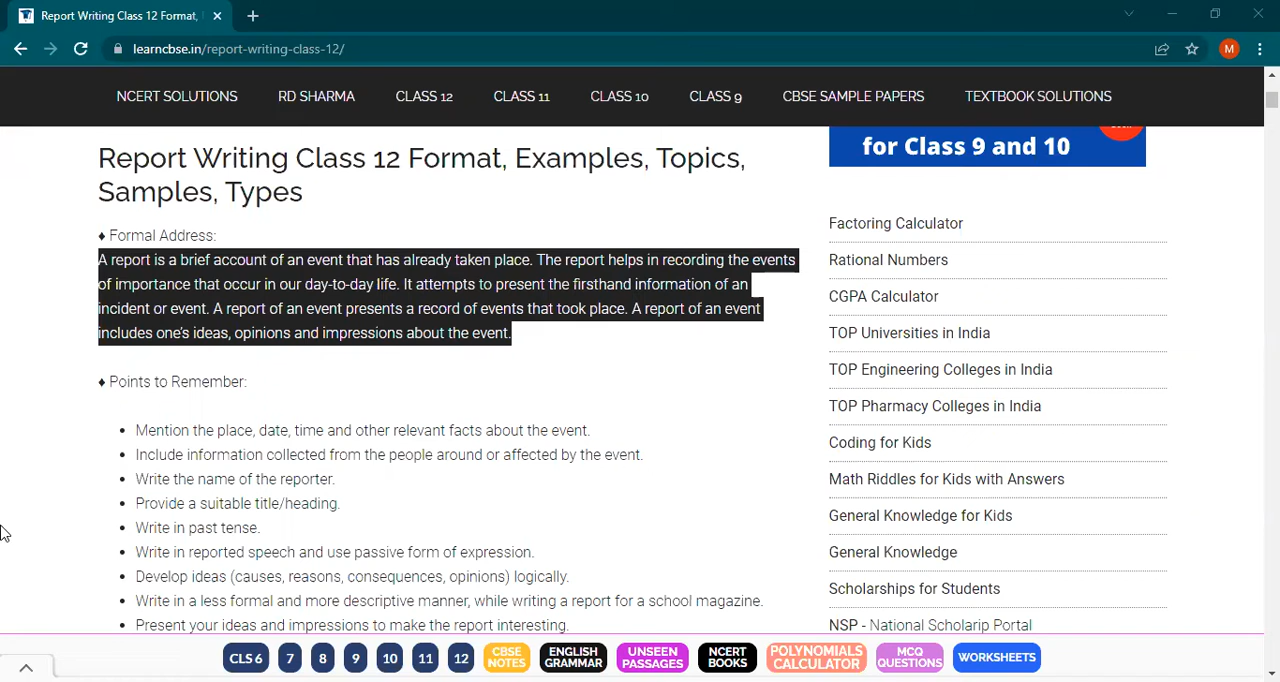 Report Writing Class 12 Format,
learncbse.in/report-writing-class-12/
M
NCERT SOLUTIONS RD SHARMA CLASS 12 CLASS 11 CLASS 10 CLASS 9 CBSE SAMPLE PAPERS TEXTBOOK SOLUTIONS
Report Writing Class 12 Format, Examples, Topics,
Samples, Types
♦ Formal Address:
A report is a brief account of an event that has already taken place. The report helps in recording the events
of importance that occur in our day-to-day life. It attempts to present the firsthand information of an
incident or event. A report of an event presents a record of events that took place. A report of an event
includes one's ideas, opinions and impressions about the event.
♦ Points to Remember:
• Mention the place, date, time and other relevant facts about the event.
• Include information collected from the people around or affected by the event.
• Write the name of the reporter.
• Provide a suitable title/heading.
• Write in past tense.
• Write in reported speech and use passive form of expression.
• Develop ideas (causes, reasons, consequences, opinions) logically.
• Write in a less formal and more descriptive manner, while writing a report for a school magazine.
• Present your ideas and impressions to make the report interesting.
for Class 9 and 10
Factoring Calculator
Rational Numbers
CGPA Calculator
TOP Universities in India
TOP Engineering Colleges in India
TOP Pharmacy Colleges in India
Coding for Kids
Math Riddles for Kids with Answers
General Knowledge for Kids
General Knowledge
Scholarships for Students
NSP - National Scholarip Portal
CLS 6 7 8 9 10 11 12 CBSE NOTES ENGLISH GRAMMAR UNSEEN PASSAGES NCERT BOOKS POLYNOMIALS CALCULATOR MCQ QUESTIONS WORKSHEETS